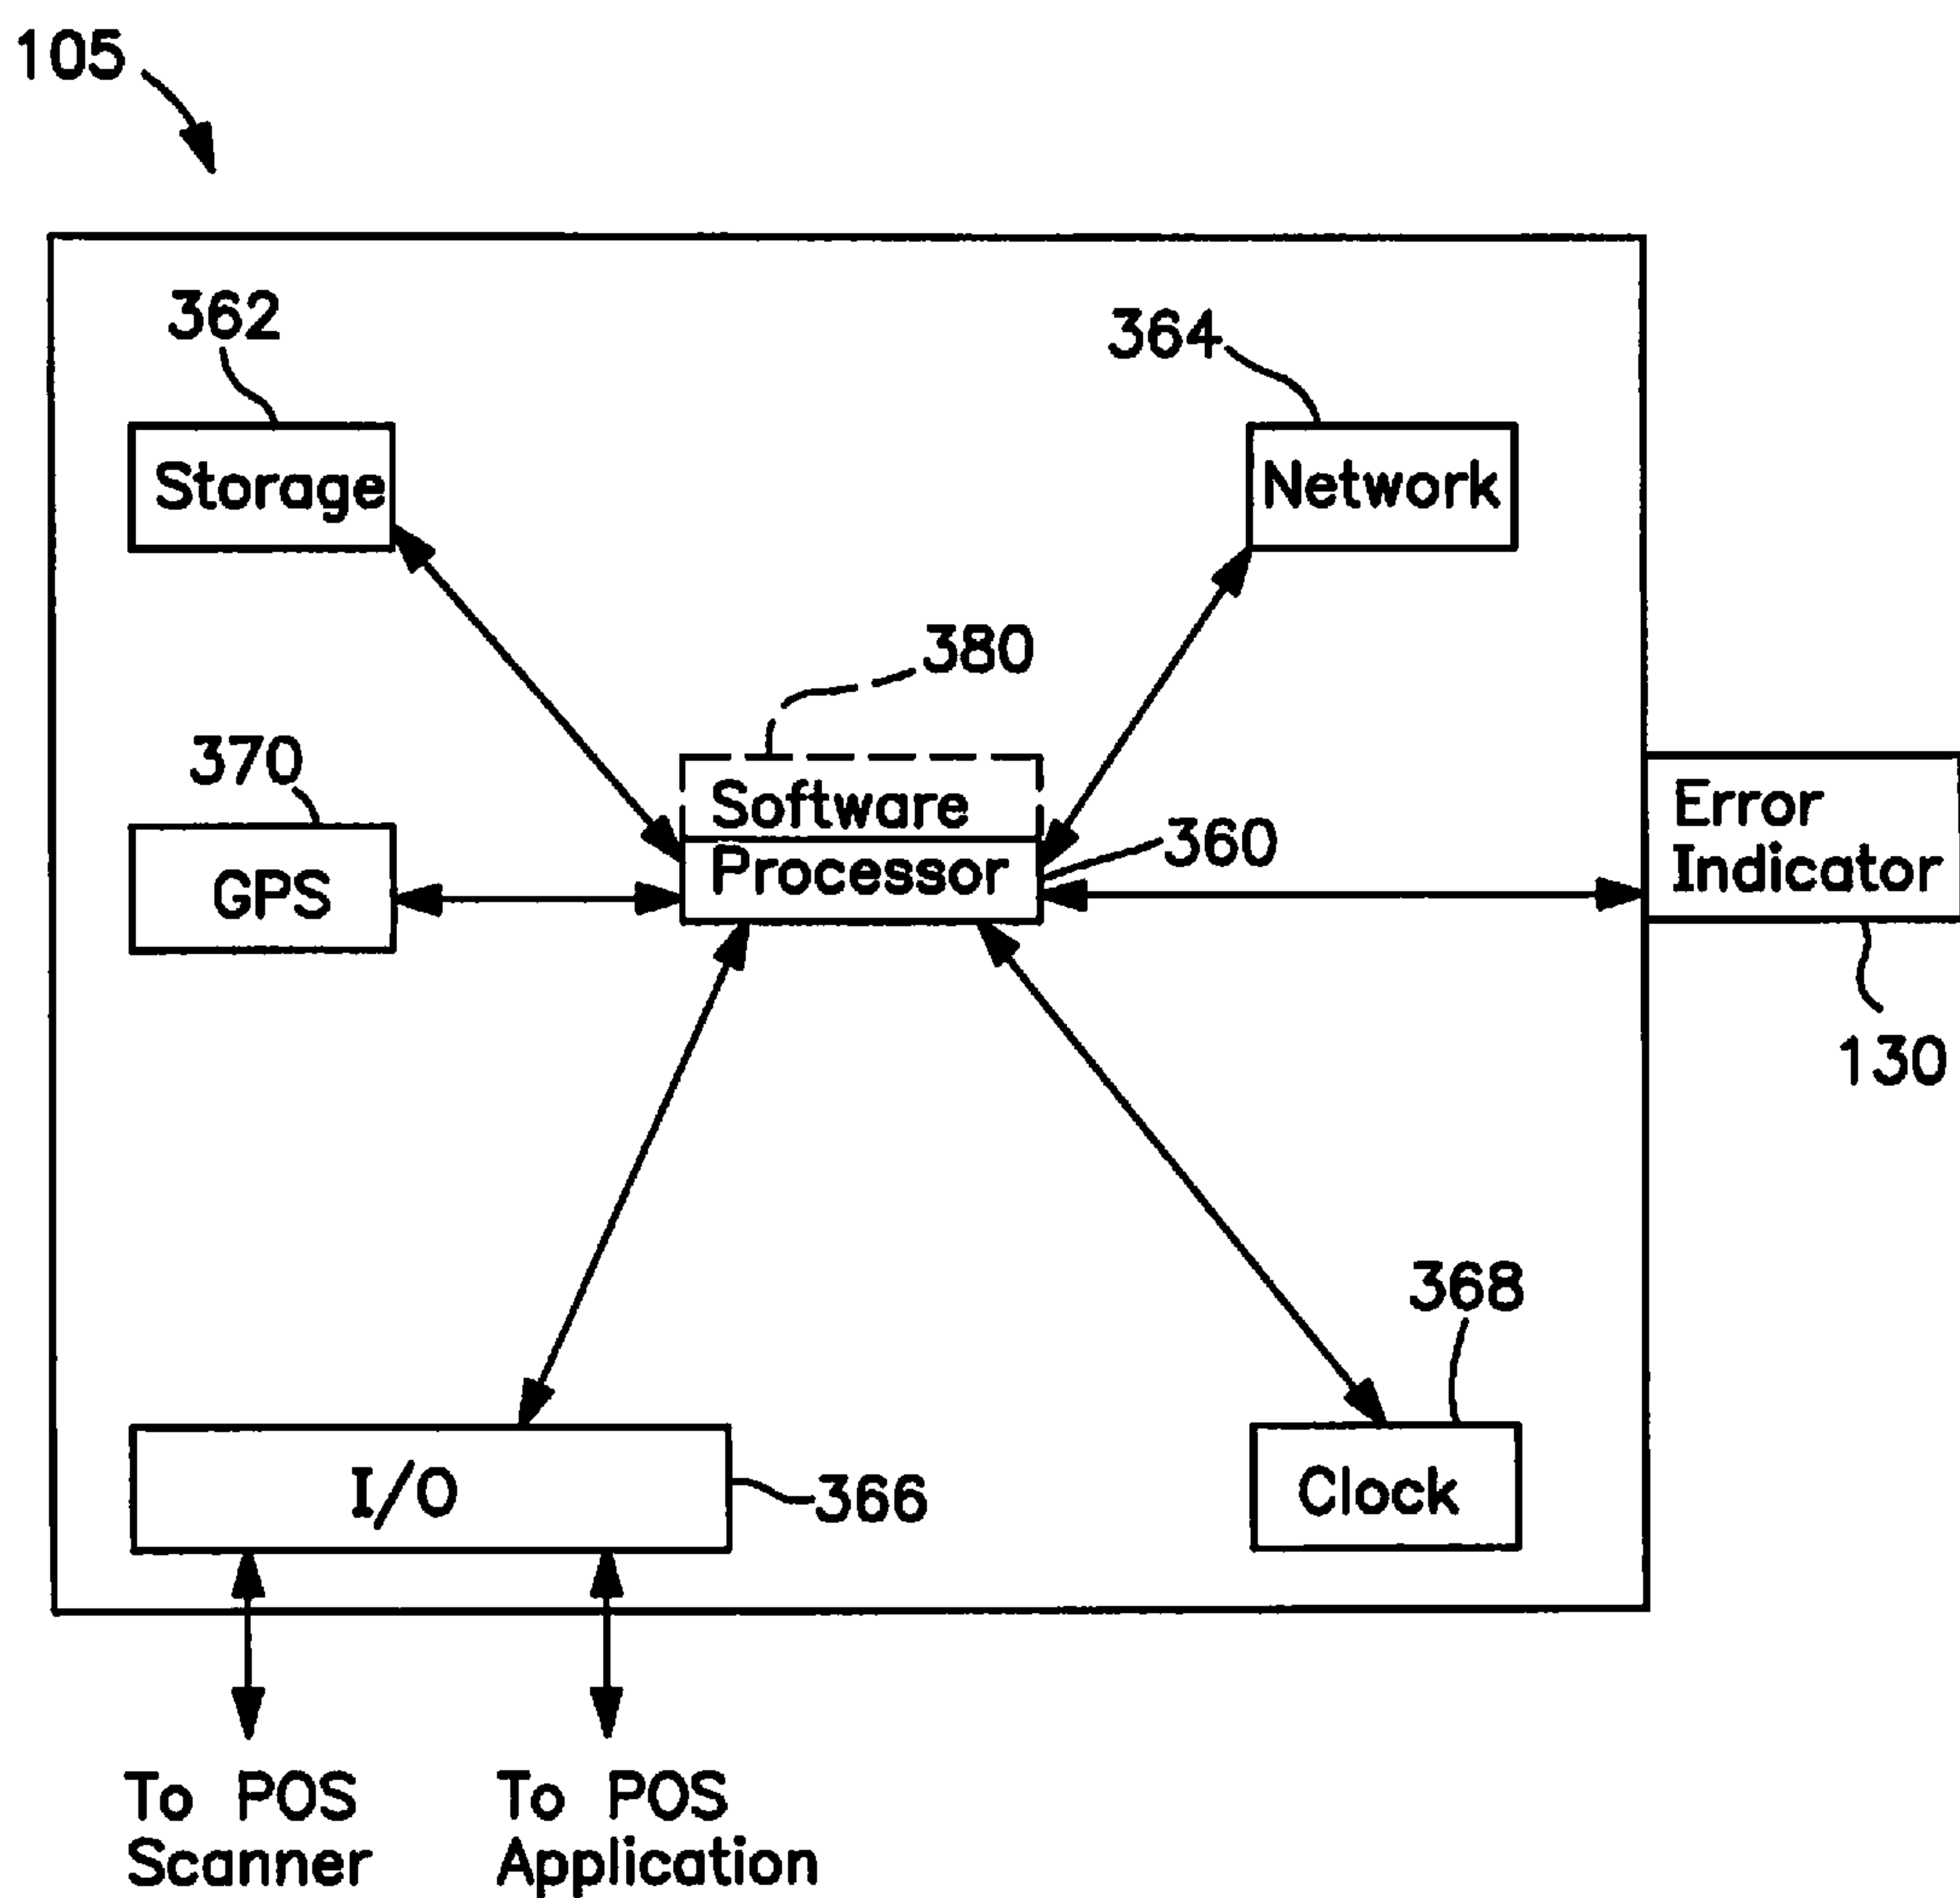 105
362
364
Storage
Network
380
370
Software
Error
360
Processor
Indicator
GPS
130
368
I/O
366
Clock
To POS
Scanner
To POS
Application